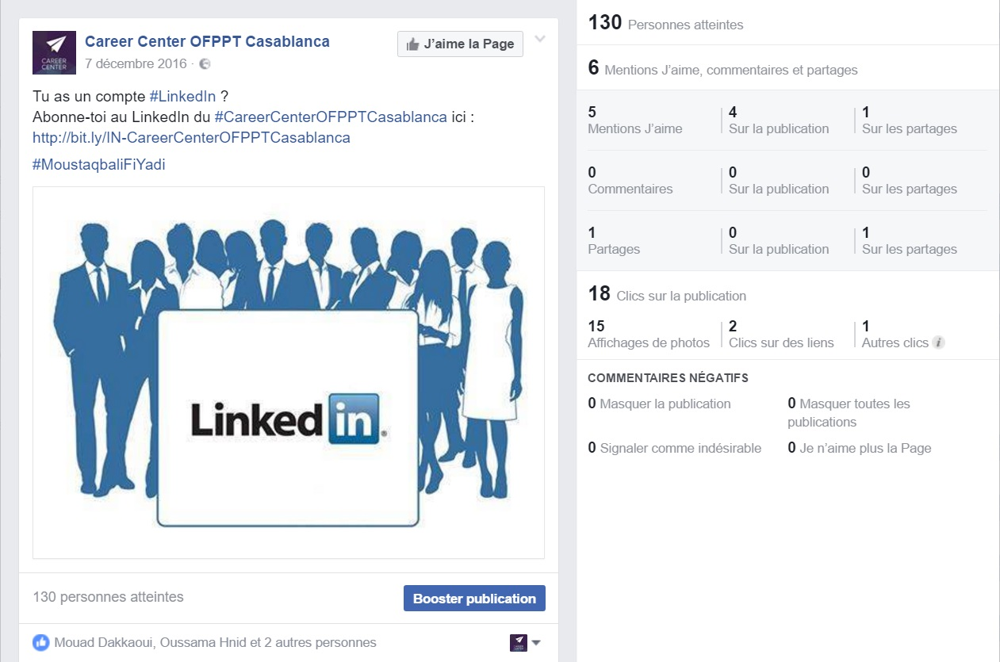 Career Center OFPPT Casablanca
7 décembre 2016 ·
J'aime la Page
CAREER
CENTER
Tu as un compte #LinkedIn ?
Abonne-toi au LinkedIn du #CareerCenterOFPPTCasablanca ici :
http://bit.ly/IN-CareerCenterOFPPTCasablanca
#MoustaqbaliFiYadi
Linked in®
130 personnes atteintes
Booster publication
Mouad Dakkaoui, Oussama Hnid et 2 autres personnes
130 Personnes atteintes
6 Mentions J'aime, commentaires et partages
5 4 1
Mentions J'aime Sur la publication Sur les partages
0 0 0
Commentaires Sur la publication Sur les partages
1 0 1
Partages Sur la publication Sur les partages
18 Clics sur la publication
15 2 1
Affichages de photos Clics sur des liens Autres clics i
COMMENTAIRES NÉGATIFS
0 Masquer la publication 0 Masquer toutes les
publications
0 Signaler comme indésirable 0 Je n'aime plus la Page